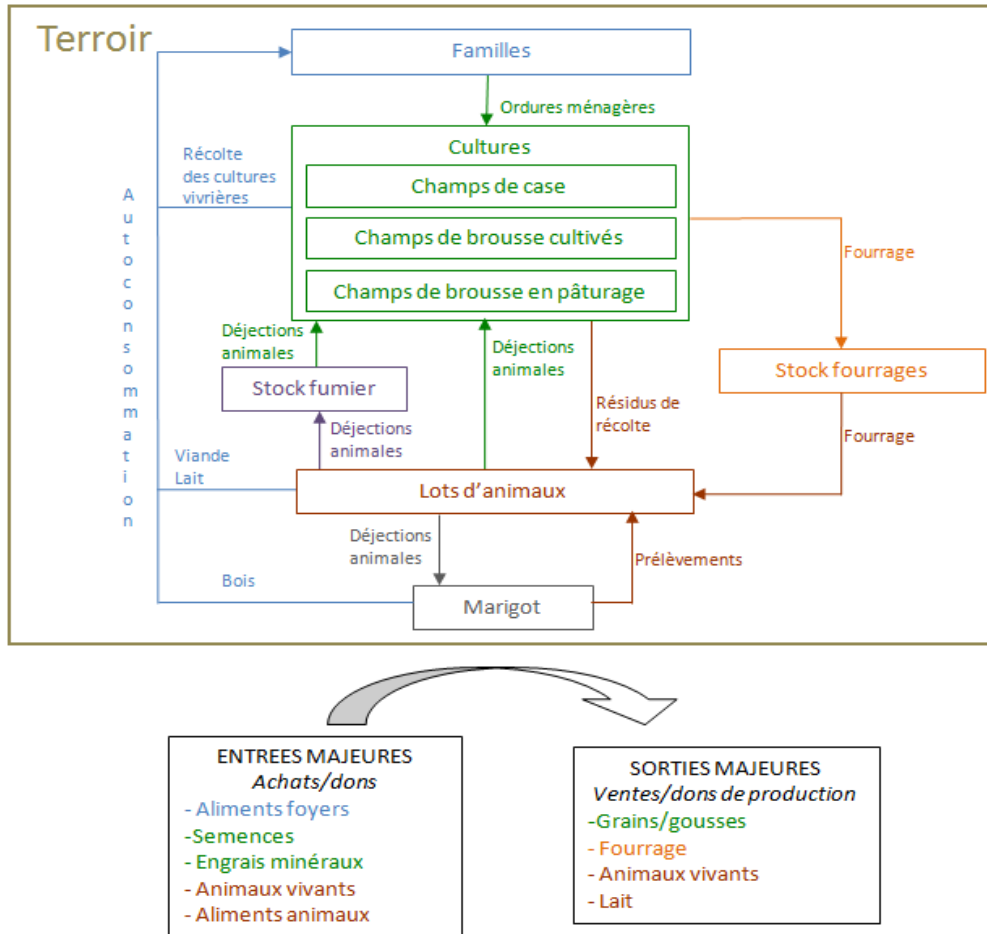 Terroir
Familles
Ordures ménagères
Cultures
Récolte
des cultures
vivrières
Champs de case
Autoconsommation
Champs de brousse cultivés
Fourrage
Champs de brousse en pâturage
Déjections
animales
Déjections
animales
Stock fumier
Stock fourrages
Résidus de
récolte
Déjections
animales
Fourrage
Viande
Lait
Lots d'animaux
Déjections
animales
Prélèvements
Bois
Marigot
ENTREES MAJEURES
Achats/dons
- Aliments foyers
-Semences
- Engrais minéraux
- Animaux vivants
- Aliments animaux
SORTIES MAJEURES
Ventes/dons de production
-Grains/gousses
- Fourrage
- Animaux vivants
- Lait